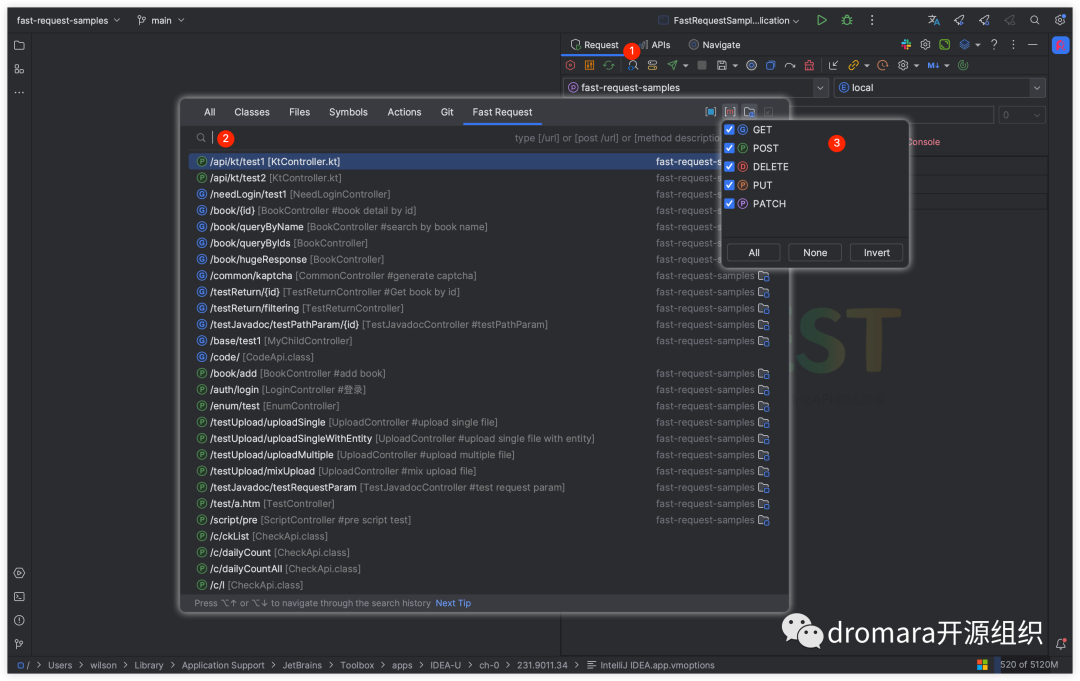 fast-request-samples
main
FastRequestSampl...lication
Request
APIs
Navigate
1
fast-request-samples
local
All
Classes
Files
Symbols
Actions
Git
Fast Request
2
type [/url] or [post /url] or [method descriptio
0
Console
GET
POST
DELETE
PUT
PATCH
3
All
None
Invert
/api/kt/test1 [KtController.kt] fast-request-s
/api/kt/test2 [KtController.kt] fast-request-s
/needLogin/test1 [NeedLoginController] fast-request-s
/book/{id} [BookController #book detail by id] fast-request-s
/book/queryByName [BookController #search by book name] fast-request-s
/book/queryByIds [BookController] fast-request-s
/book/hugeResponse [BookController] fast-request-s
/common/kaptcha [CommonController #generate captcha] fast-request-samples
/testReturn/{id} [TestReturnController #Get book by id] fast-request-samples
/testReturn/filtering [TestReturnController] fast-request-samples
/testJavadoc/testPathParam/{id} [TestJavadocController #testPathParam] fast-request-samples
/base/test1 [MyChildController] fast-request-samples
/code/ [CodeApi.class]
/book/add [BookController #add book] fast-request-samples
/auth/login [LoginController #登录] fast-request-samples
/enum/test [EnumController] fast-request-samples
/testUpload/uploadSingle [UploadController #upload single file] fast-request-samples
/testUpload/uploadSingleWithEntity [UploadController #upload single file with entity] fast-request-samples
/testUpload/uploadMultiple [UploadController #upload multiple file] fast-request-samples
/testUpload/mixUpload [UploadController #mix upload file] fast-request-samples
/testJavadoc/testRequestParam [TestJavadocController #test request param] fast-request-samples
/test/a.htm [TestController] fast-request-samples
/script/pre [ScriptController #pre script test] fast-request-samples
/c/ckList [CheckApi.class]
/c/dailyCount [CheckApi.class]
/c/dailyCountAll [CheckApi.class]
/c/l [CheckApi.class]
Press ⌥↑ or ⌥↓ to navigate through the search history Next Tip
dromara开源组织
/ > Users > wilson > Library > Application Support > JetBrains > Toolbox > apps > IDEA-U > ch-0 > 231.9011.34 > IntelliJ IDEA.app.vmoptions
520 of 5120M